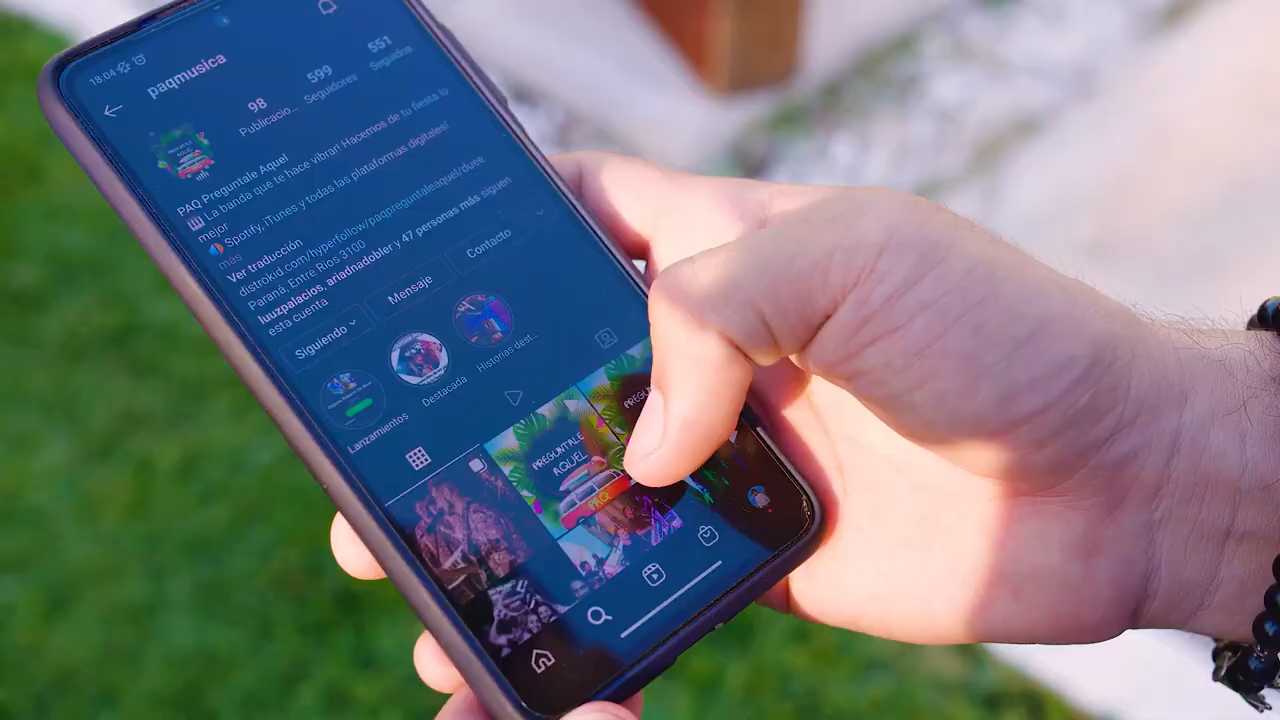 18:04
paqmusica
98
Publicacio...
599
Seguidores
551
Seguidos
PAQ Preguntale Aquel
La banda que te hace vibrar! Hacemos de tu fiesta lo
mejor
Spotify, iTunes y todas las plataformas digitales!
más
Ver traducción
distrokid.com/hyperfollow/paqpreguntaleaquel/duee
Paraná, Entre Rios 3100
luuzpalacios, ariadnadobler y 47 personas más siguen
esta cuenta
Siguiendo
Mensaje
Contacto
Lanzamientos
Destacada
Historias dest...
PREGUNTALE
AQUEL
PAQ